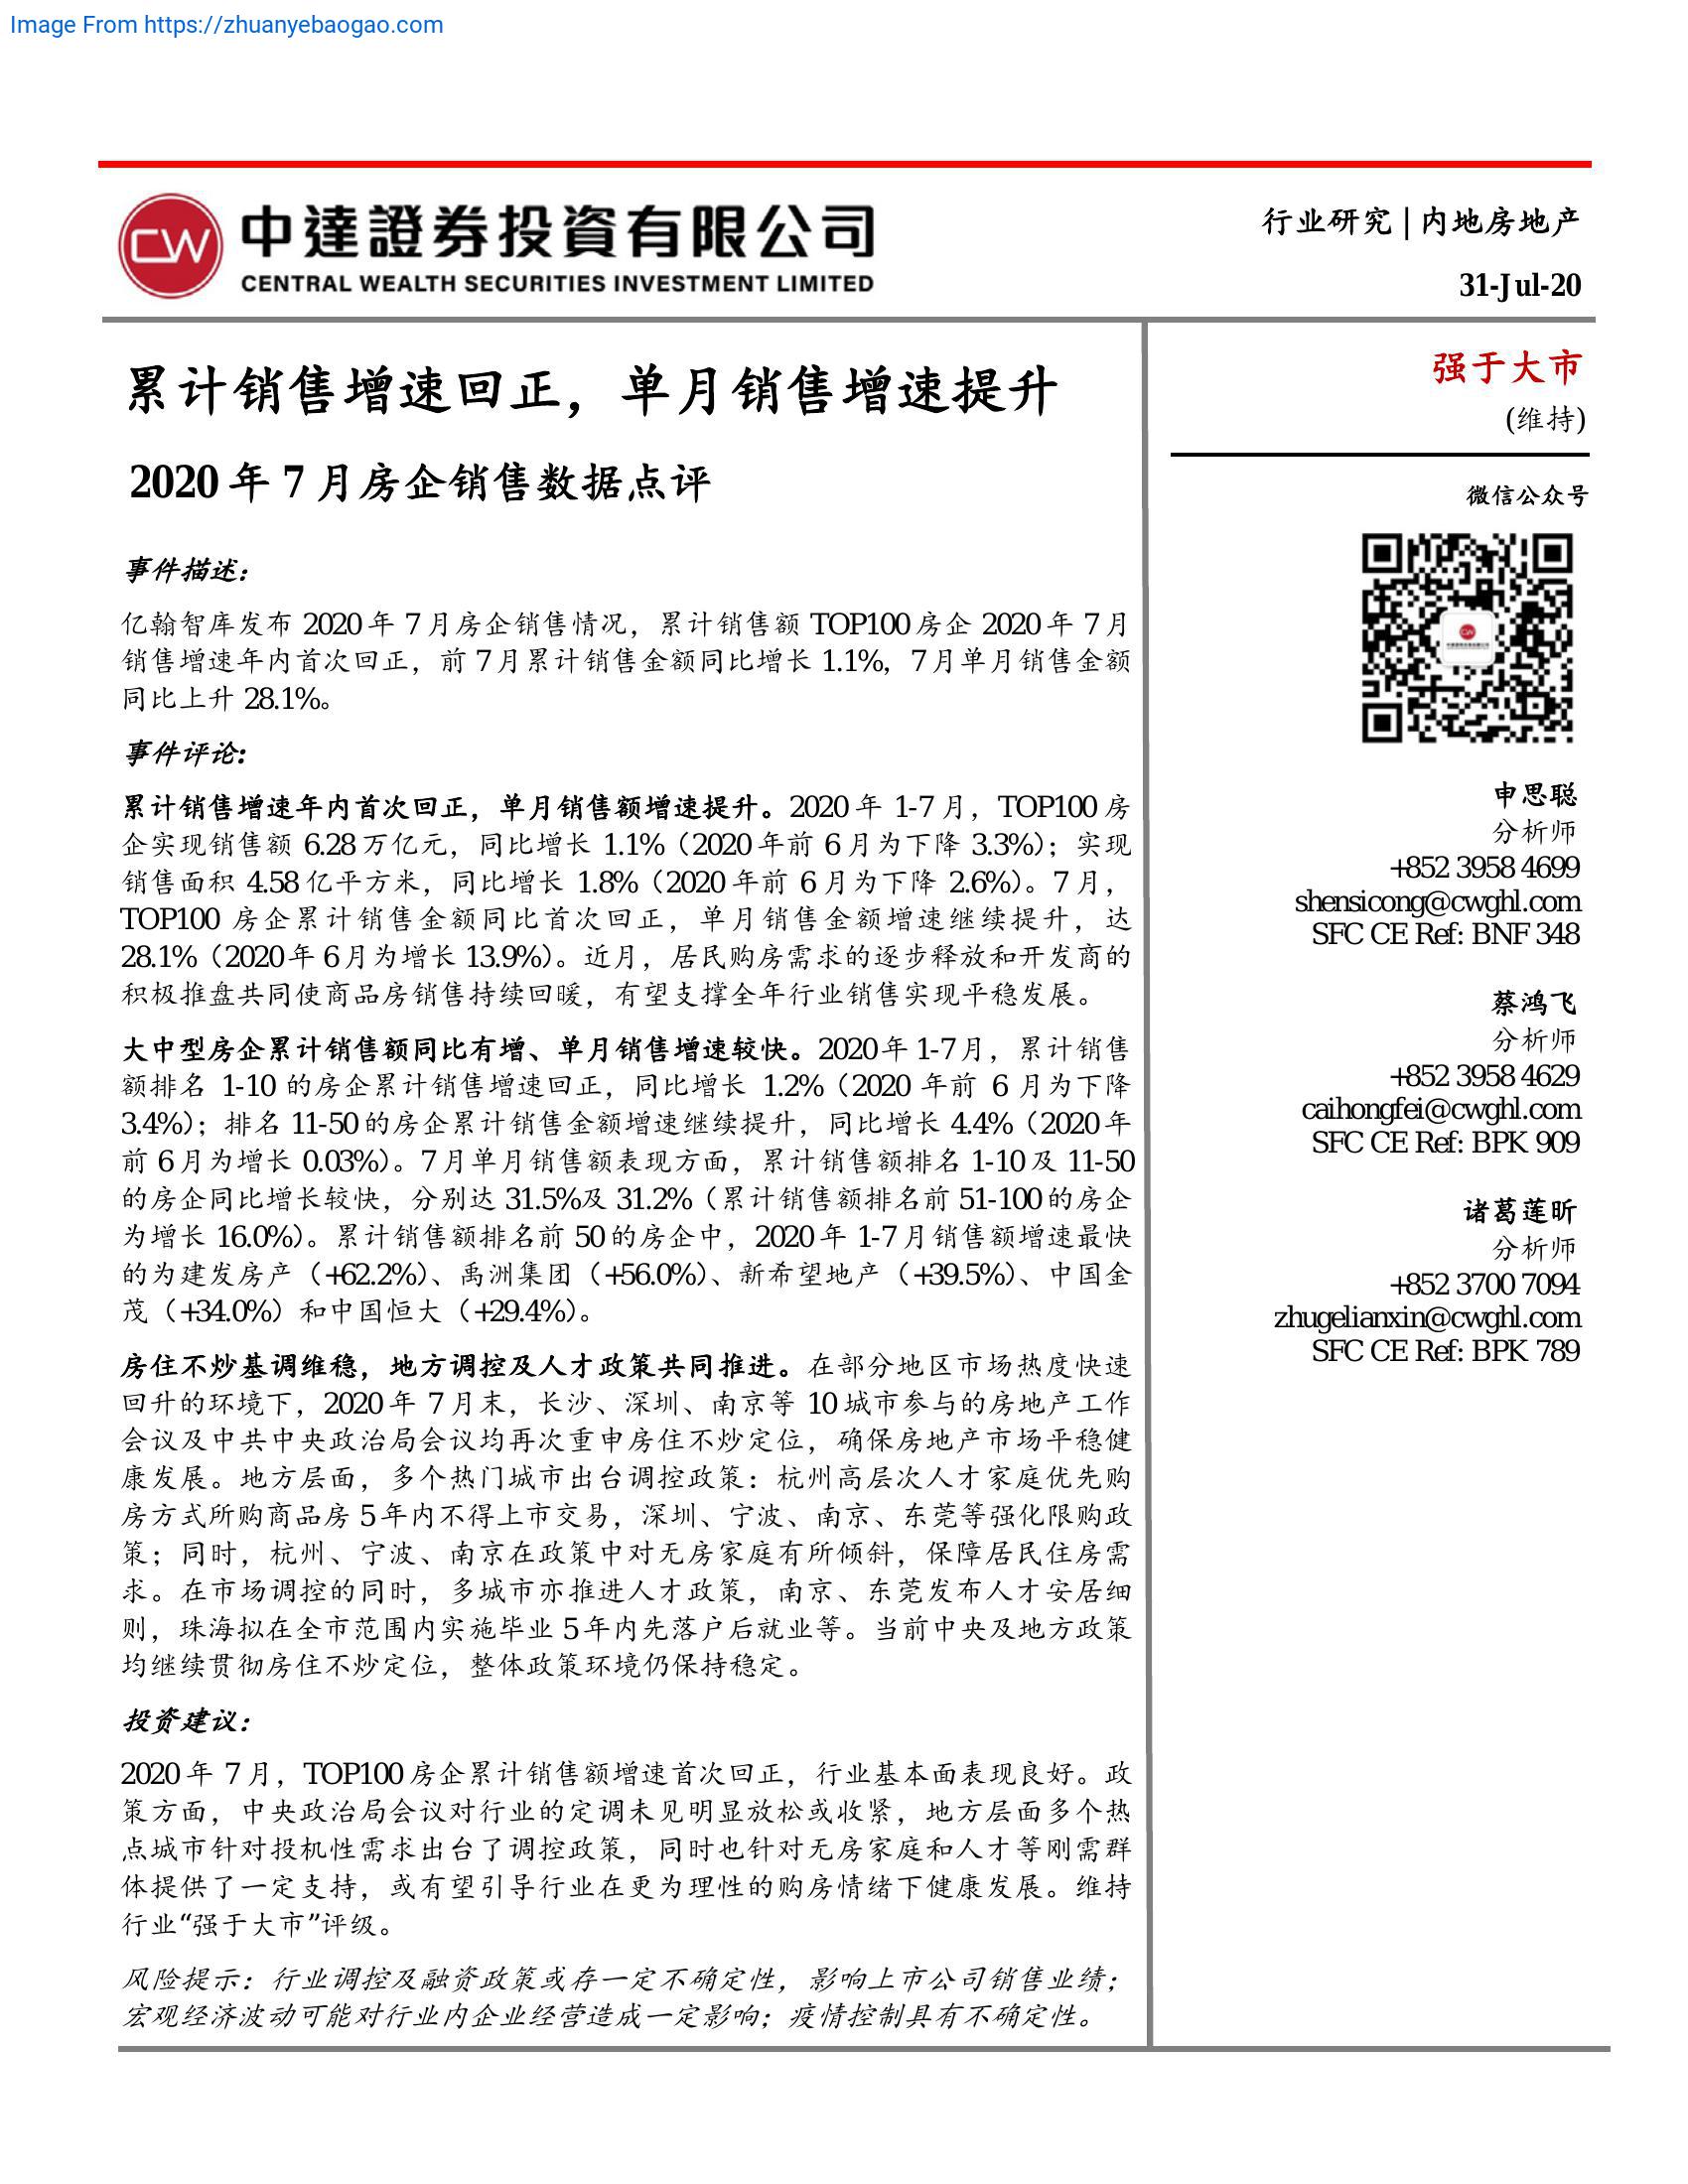 Image From https://zhuanyebaogao.com
CW
中達證券投資有限公司
CENTRAL WEALTH SECURITIES INVESTMENT LIMITED
行业研究 | 内地房地产
31-Jul-20
累计销售增速回正，单月销售增速提升
2020 年 7 月房企销售数据点评
事件描述：
亿翰智库发布 2020 年 7 月房企销售情况，累计销售额 TOP100 房企 2020 年 7 月
销售增速年内首次回正，前 7 月累计销售金额同比增长 1.1%，7 月单月销售金额
同比上升 28.1%。
事件评论：
累计销售增速年内首次回正，单月销售额增速提升。2020 年 1-7 月，TOP100 房
企实现销售额 6.28 万亿元，同比增长 1.1%（2020 年前 6 月为下降 3.3%）；实现
销售面积 4.58 亿平方米，同比增长 1.8%（2020 年前 6 月为下降 2.6%）。7 月，
TOP100 房企累计销售金额同比首次回正，单月销售金额增速继续提升，达
28.1%（2020 年 6 月为增长 13.9%）。近月，居民购房需求的逐步释放和开发商的
积极推盘共同使商品房销售持续回暖，有望支撑全年行业销售实现平稳发展。
大中型房企累计销售额同比有增、单月销售增速较快。2020 年 1-7 月，累计销售
额排名 1-10 的房企累计销售增速回正，同比增长 1.2%（2020 年前 6 月为下降
3.4%）；排名 11-50 的房企累计销售金额增速继续提升，同比增长 4.4%（2020 年
前 6 月为增长 0.03%）。7 月单月销售额表现方面，累计销售额排名 1-10 及 11-50
的房企同比增长较快，分别达 31.5%及 31.2%（累计销售额排名前 51-100 的房企
为增长 16.0%）。累计销售额排名前 50 的房企中，2020 年 1-7 月销售额增速最快
的为建发房产（+62.2%）、禹洲集团（+56.0%）、新希望地产（+39.5%）、中国金
茂（+34.0%）和中国恒大（+29.4%）。
房住不炒基调维稳，地方调控及人才政策共同推进。在部分地区市场热度快速
回升的环境下，2020 年 7 月末，长沙、深圳、南京等 10 城市参与的房地产工作
会议及中共中央政治局会议均再次重申房住不炒定位，确保房地产市场平稳健
康发展。地方层面，多个热门城市出台调控政策：杭州高层次人才家庭优先购
房方式所购商品房 5 年内不得上市交易，深圳、宁波、南京、东莞等强化限购政
策；同时，杭州、宁波、南京在政策中对无房家庭有所倾斜，保障居民住房需
求。在市场调控的同时，多城市亦推进人才政策，南京、东莞发布人才安居细
则，珠海拟在全市范围内实施毕业 5 年内先落户后就业等。当前中央及地方政策
均继续贯彻房住不炒定位，整体政策环境仍保持稳定。
投资建议：
2020 年 7 月，TOP100 房企累计销售额增速首次回正，行业基本面表现良好。政
策方面，中央政治局会议对行业的定调未见明显放松或收紧，地方层面多个热
点城市针对投机性需求出台了调控政策，同时也针对无房家庭和人才等刚需群
体提供了一定支持，或有望引导行业在更为理性的购房情绪下健康发展。维持
行业“强于大市”评级。
风险提示：行业调控及融资政策或存一定不确定性，影响上市公司销售业绩；
宏观经济波动可能对行业内企业经营造成一定影响；疫情控制具有不确定性。
强于大市
(维持)
微信公众号
申思聪
分析师
+852 3958 4699
shensicong@cwghl.com
SFC CE Ref: BNF 348
蔡鸿飞
分析师
+852 3958 4629
caihongfei@cwghl.com
SFC CE Ref: BPK 909
诸葛莲昕
分析师
+852 3700 7094
zhugelianxin@cwghl.com
SFC CE Ref: BPK 789